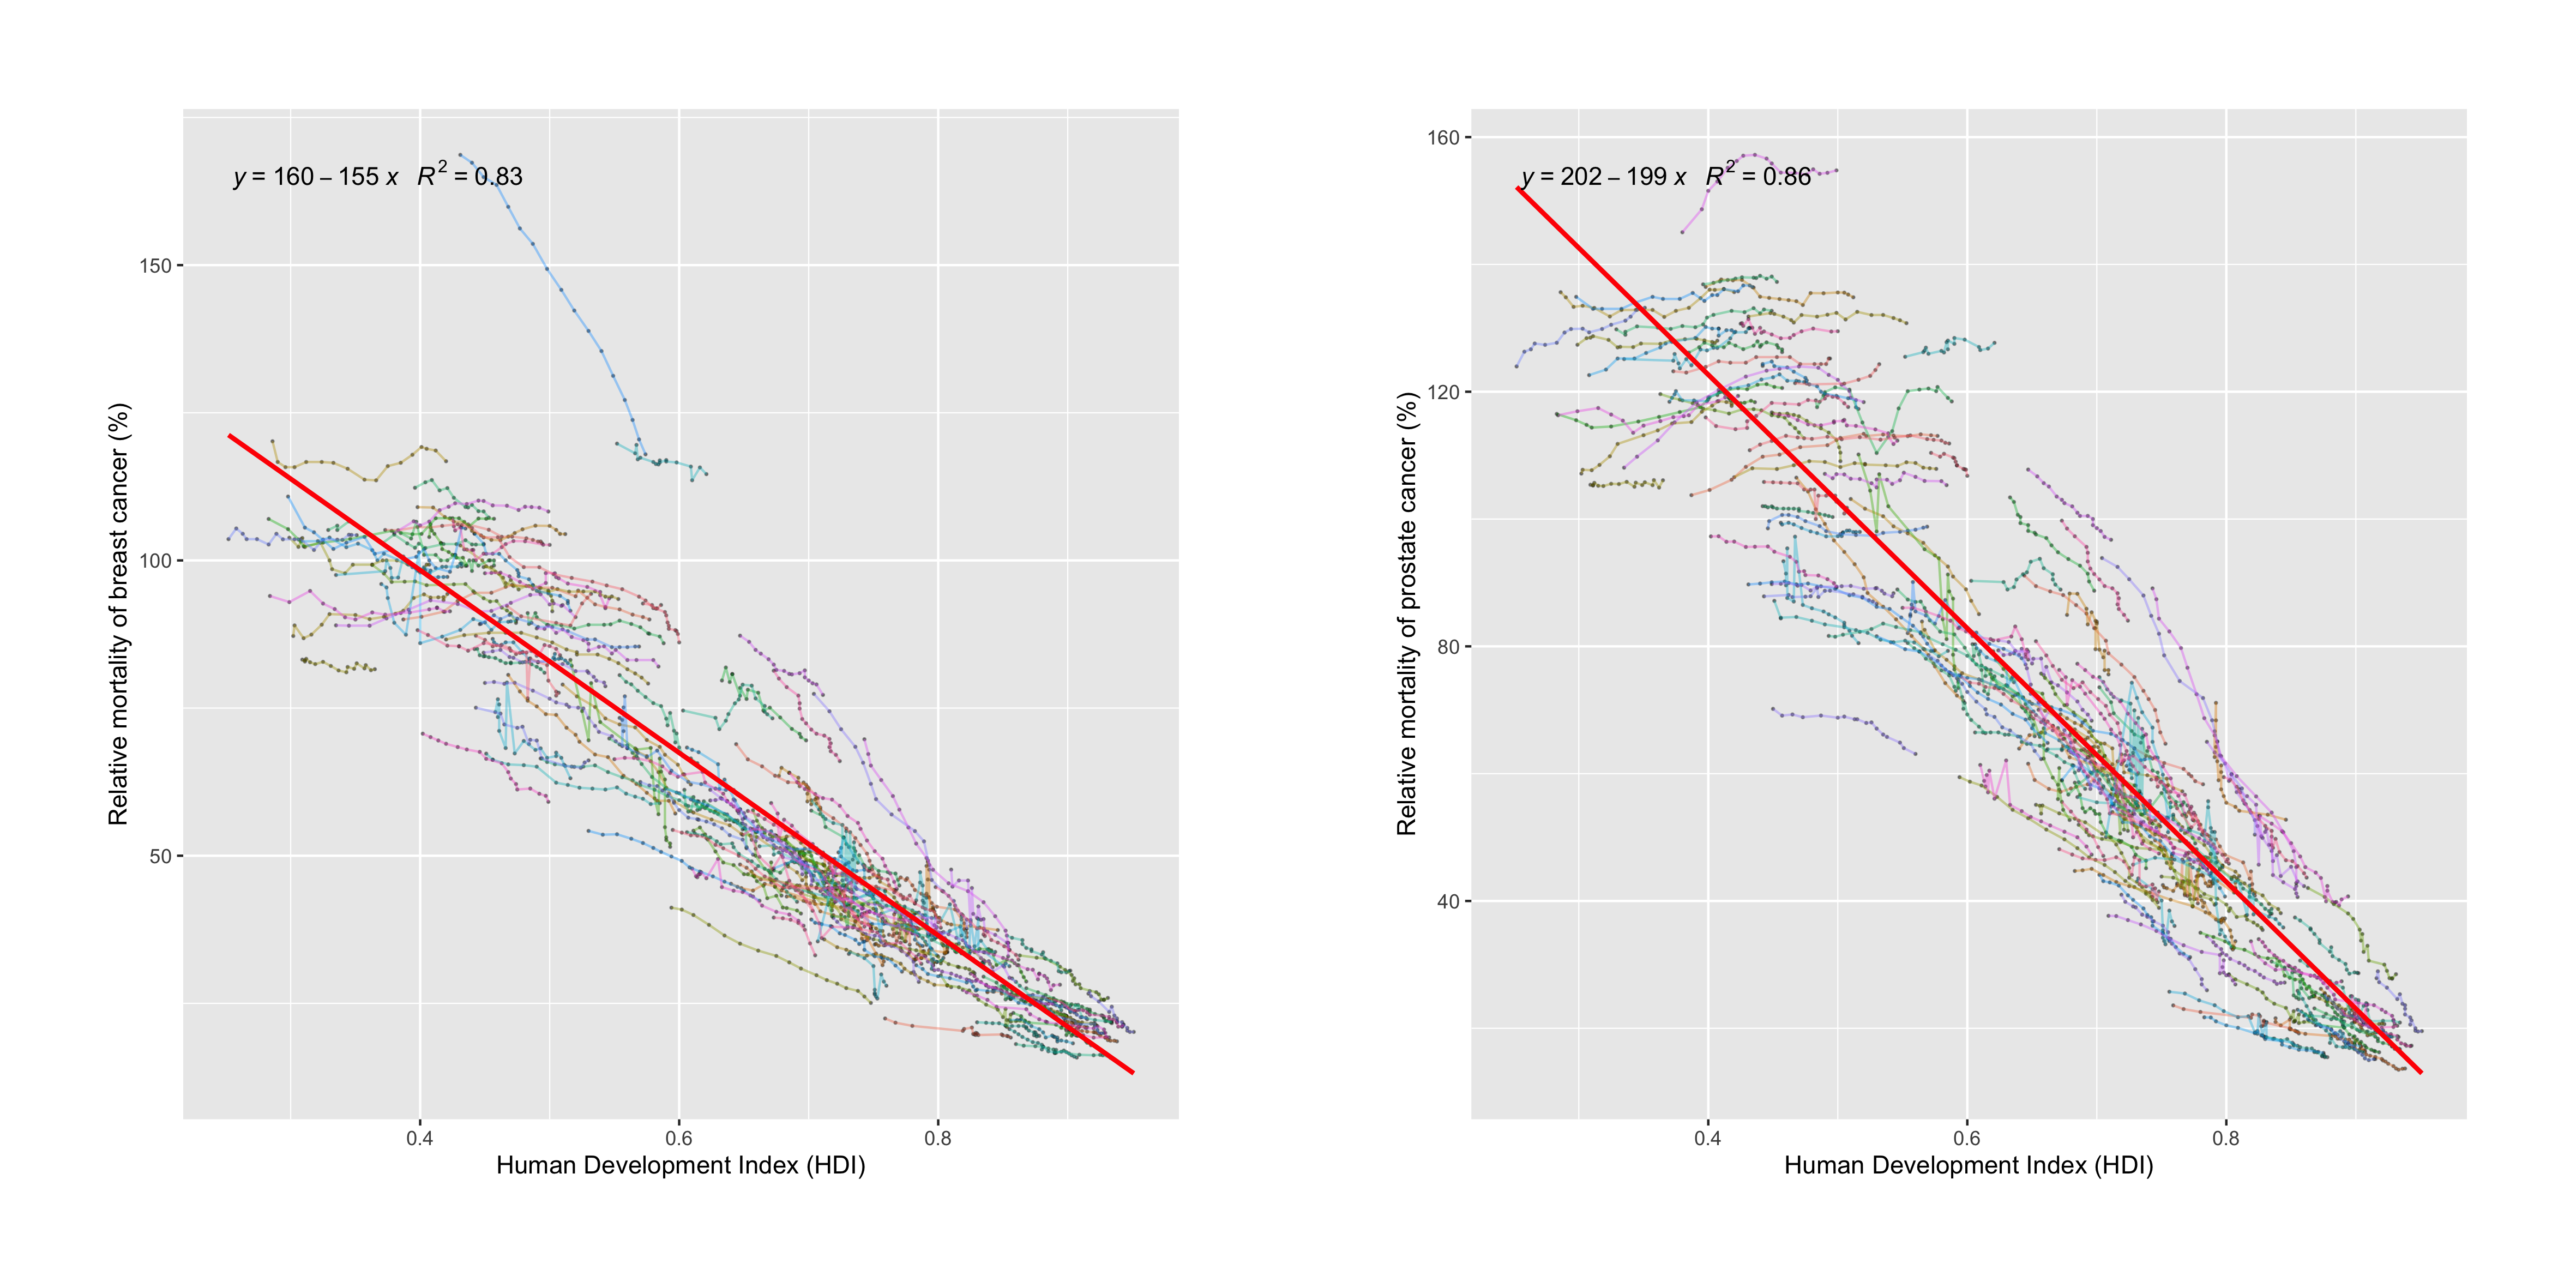 y = 160 – 155 x R² = 0.83
150
100
50
Relative mortality of breast cancer (%)
0.4 0.6 0.8
Human Development Index (HDI)
y = 202 – 199 x R² = 0.86
160
120
80
40
Relative mortality of prostate cancer (%)
0.4 0.6 0.8
Human Development Index (HDI)